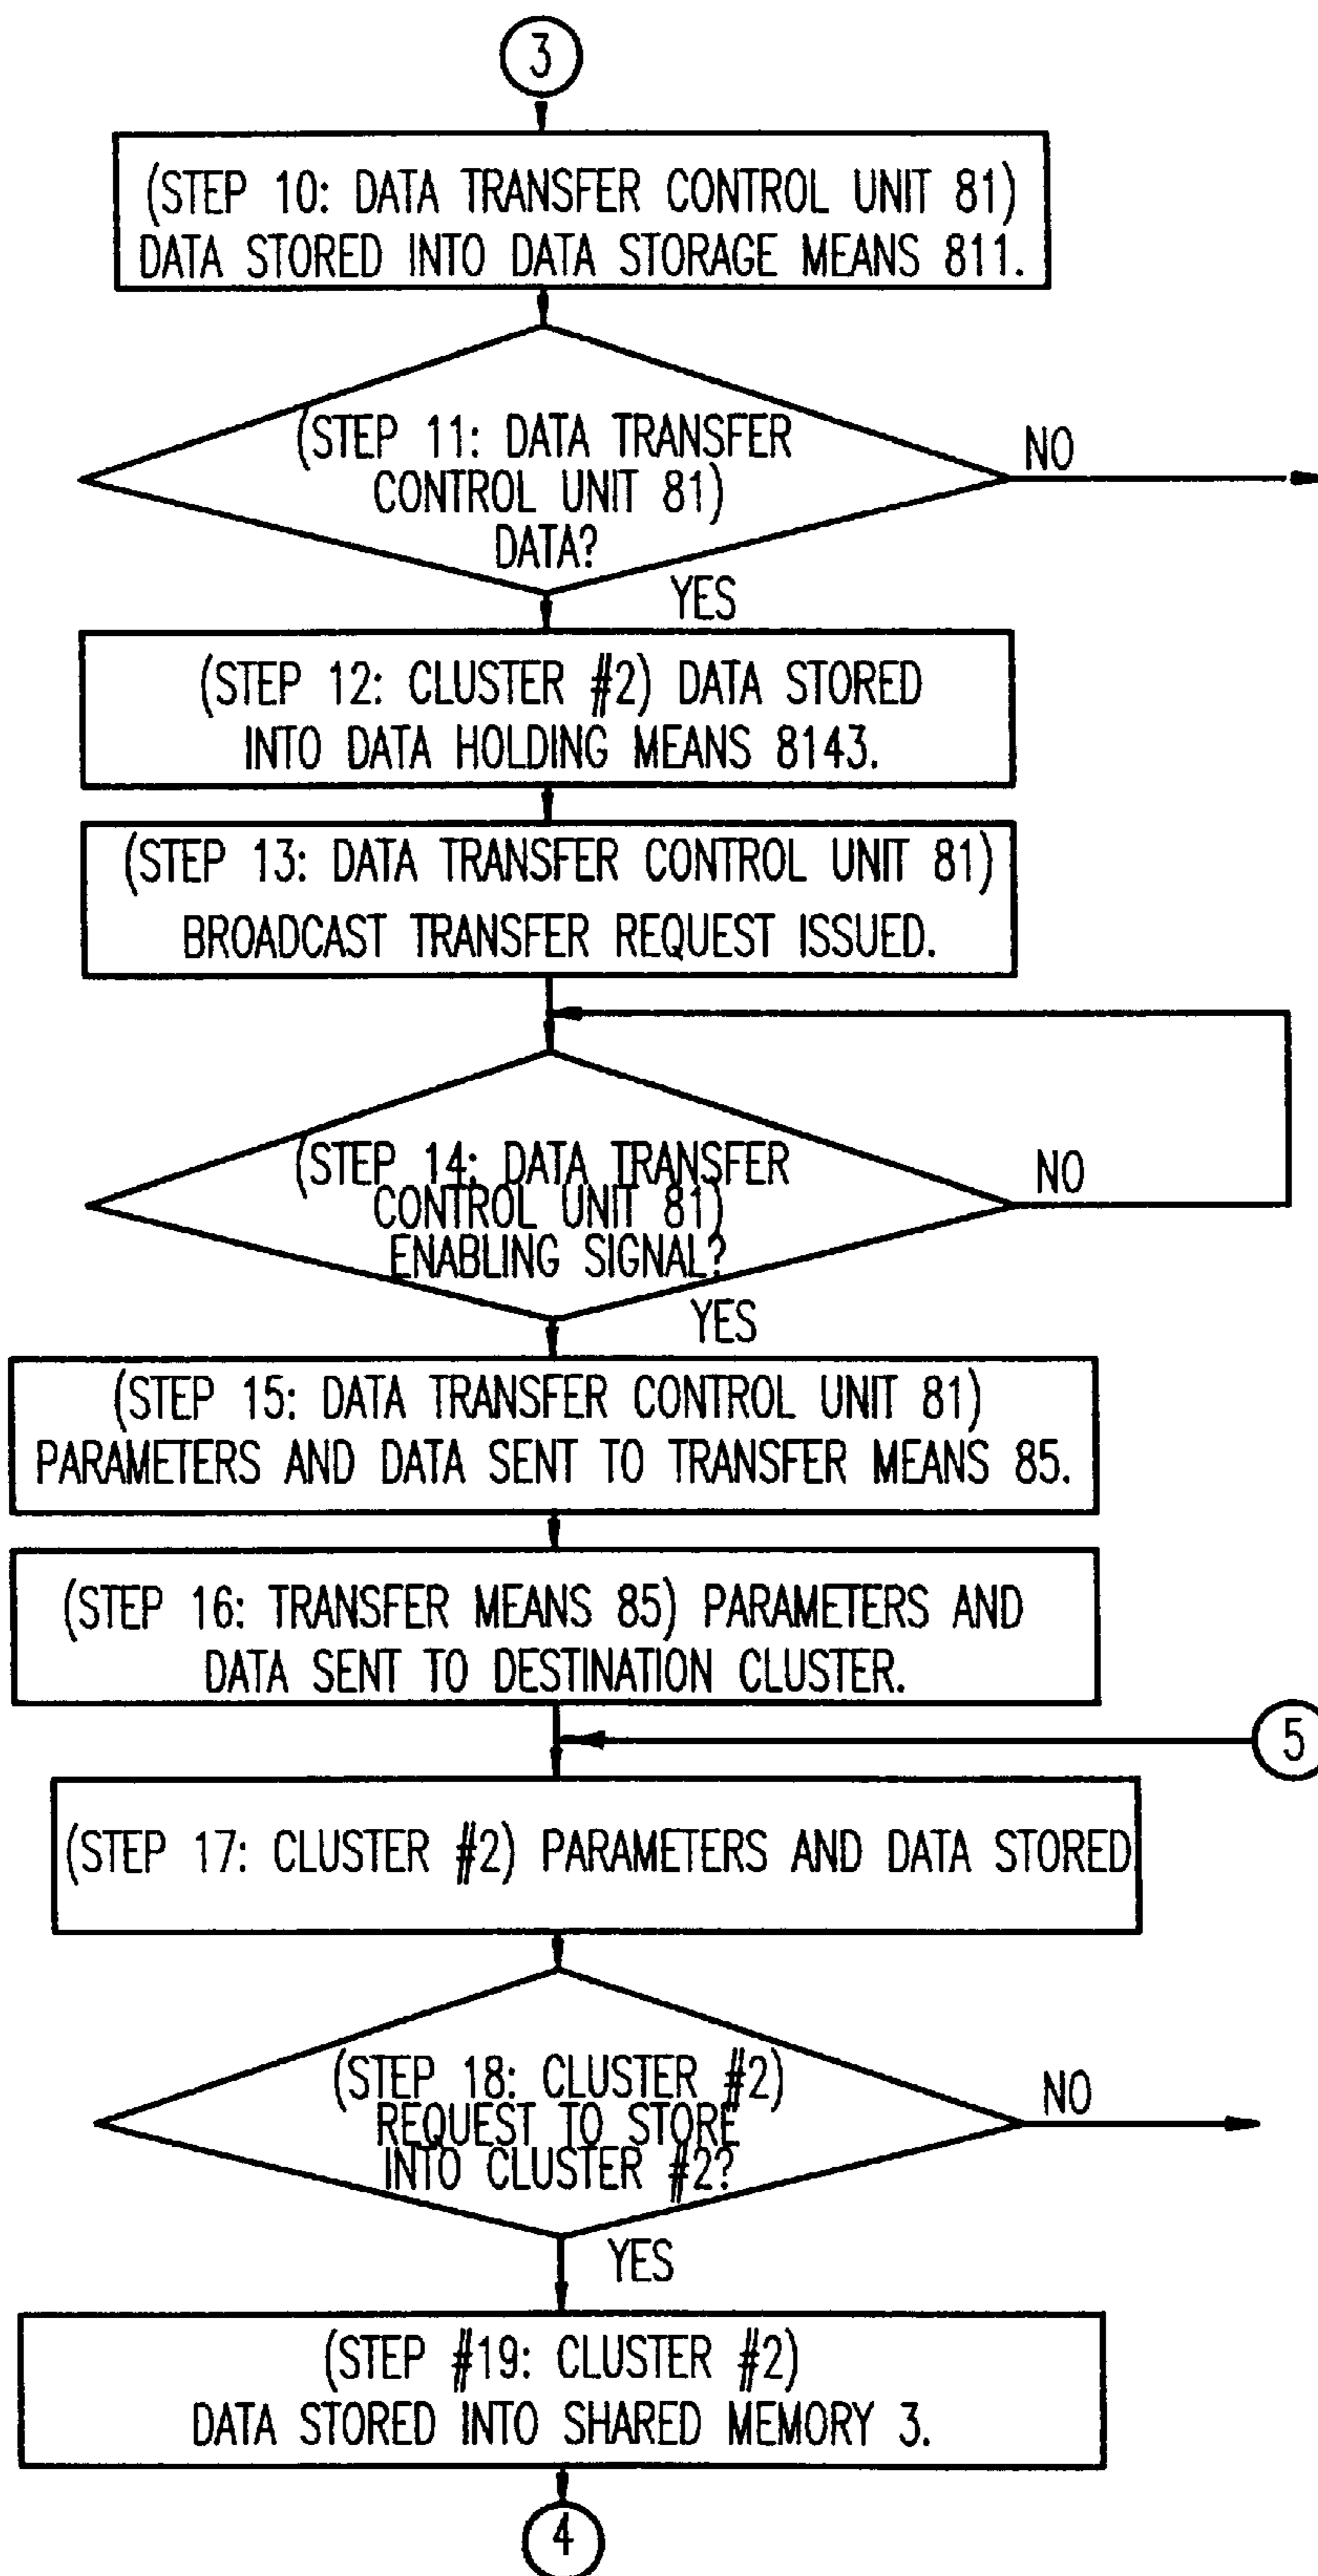 3
(STEP 10: DATA TRANSFER CONTROL UNIT 81)
DATA STORED INTO DATA STORAGE MEANS 811.
(STEP 11: DATA TRANSFER
CONTROL UNIT 81)
DATA?
NO
YES
(STEP 12: CLUSTER #2) DATA STORED
INTO DATA HOLDING MEANS 8143.
(STEP 13: DATA TRANSFER CONTROL UNIT 81)
BROADCAST TRANSFER REQUEST ISSUED.
(STEP 14: DATA TRANSFER
CONTROL UNIT 81)
ENABLING SIGNAL?
NO
YES
(STEP 15: DATA TRANSFER CONTROL UNIT 81)
PARAMETERS AND DATA SENT TO TRANSFER MEANS 85.
(STEP 16: TRANSFER MEANS 85) PARAMETERS AND
DATA SENT TO DESTINATION CLUSTER.
5
(STEP 17: CLUSTER #2) PARAMETERS AND DATA STORED
(STEP 18: CLUSTER #2)
REQUEST TO STORE
INTO CLUSTER #2?
NO
YES
(STEP #19: CLUSTER #2)
DATA STORED INTO SHARED MEMORY 3.
4